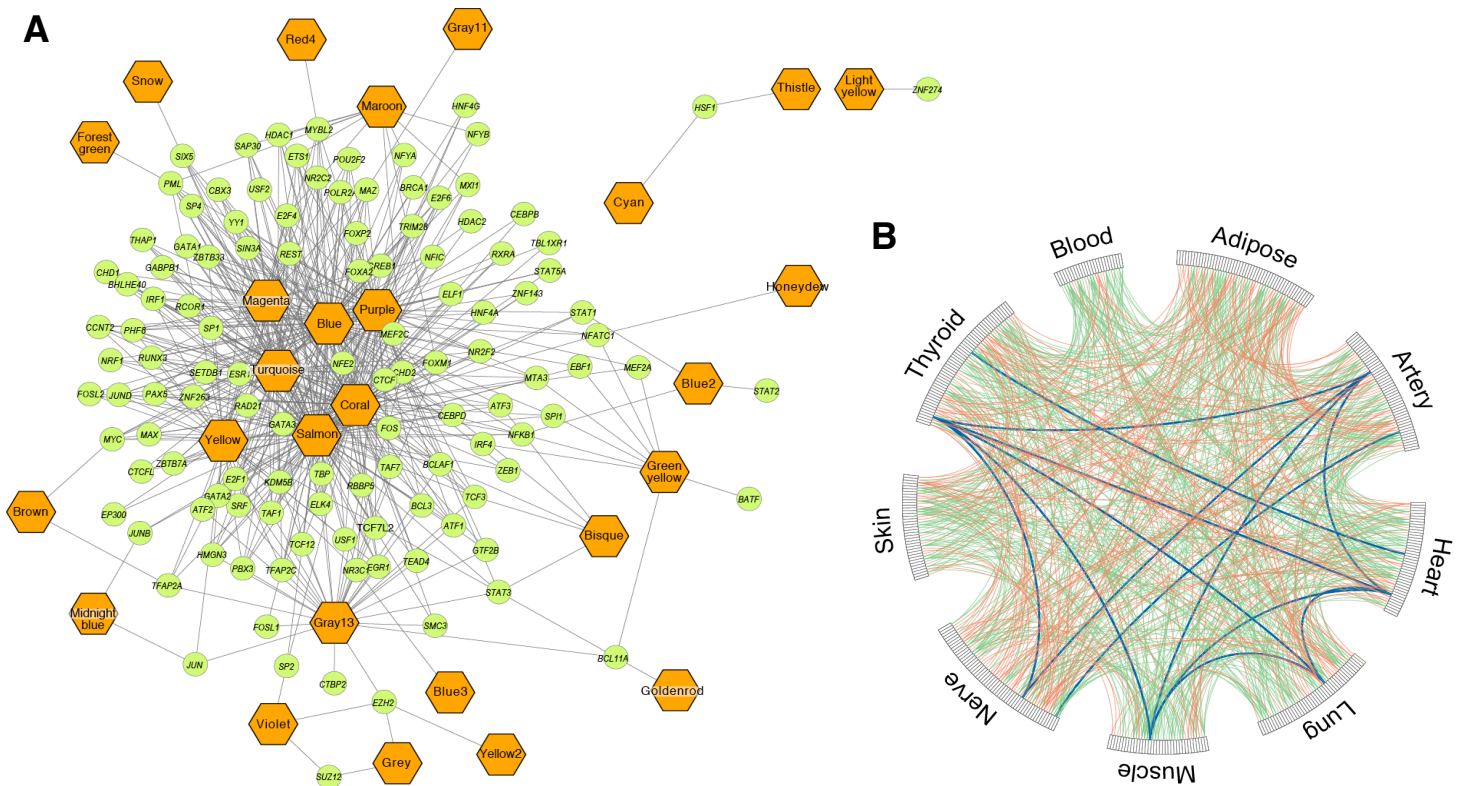 A
Red4
Gray11
Snow
Maroon
Thistle
Light
yellow
ZNF274
HSF1
Forest
green
HNF4G
MYBL2
HDAC1
NFYB
SAP30
ETS1
POU2F2
NFYA
SIX5
PML
CBX3
USF2
NR2C2
MAZ
BRCA1
MXI1
E2F6
Cyan
SP4
YY1
E2F4
FOXP2
TRIM28
HDAC2
CEBPB
THAP1
GATA1
ZBTB33
SIN3A
REST
NFIC
RXRA
TBL1XR1
B
Blood
Adipose
CHD1
GABPB1
BHLHE40
FOXA2
STAT5A
ZNF143
ELF1
Honeydew
IRF1
RCOR1
Magenta
Blue
Purple
HNF4A
STAT1
Thyroid
Artery
CCNT2
PHF8
SP1
MEF2C
NFATC1
NRF1
RUNX3
NR2F2
FOXM1
EBF1
MEF2A
SETDB1
Turquoise
NFE2
CTCF
MTA3
Blue2
STAT2
FOSL2
JUND
PAX5
ZNF263
RAD21
Coral
ATF3
CEBPD
SPI1
MYC
MAX
Yellow
GATA3
Salmon
FOS
NFKB1
IRF4
ZEB1
CTCFL
ZBTB7A
E2F1
TBP
TAF7
BCLAF1
Green
yellow
BATF
KDM5B
RBBP5
TCF3
Brown
EP300
GATA2
ATF2
SRF
TAF1
ELK4
BCL3
ATF1
Skin
Heart
JUNB
TCF7L2
USF1
TCF12
GTF2B
Bisque
HMGN3
PBX3
TFAP2C
EGR1
TEAD4
TFAP2A
STAT3
Midnight
blue
FOSL1
Gray13
SMC3
JUN
SP2
CTBP2
BCL11A
Blue3
Goldenrod
EZH2
Violet
Yellow2
Grey
SUZ12
Nerve
Lung
Muscle